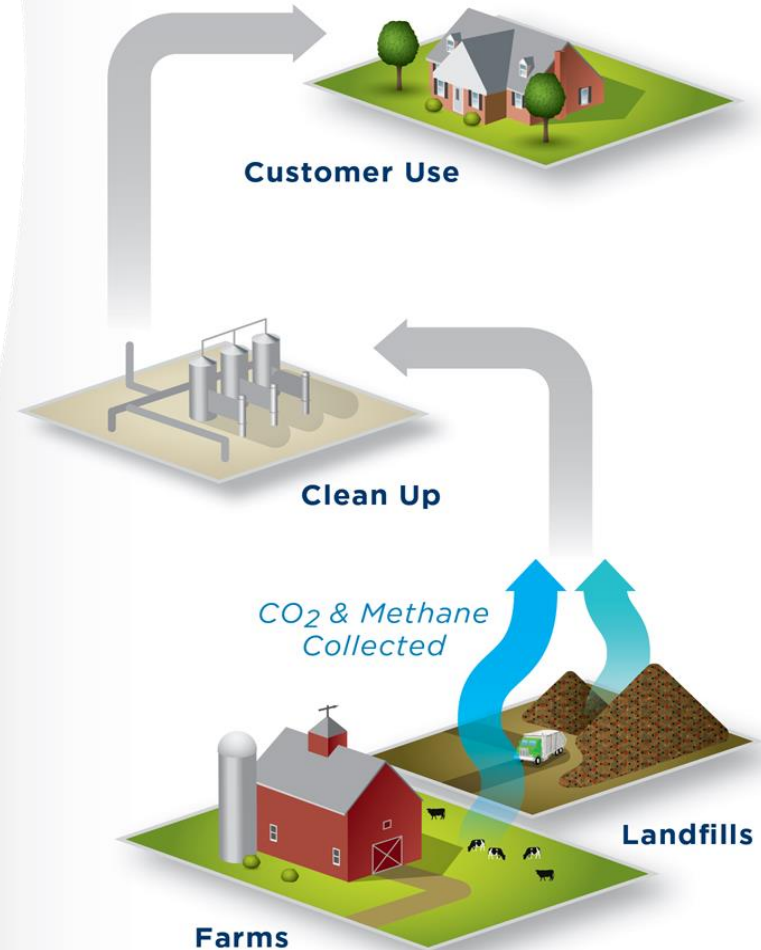 Customer Use
Clean Up
CO2 & Methane
Collected
Landfills
Farms